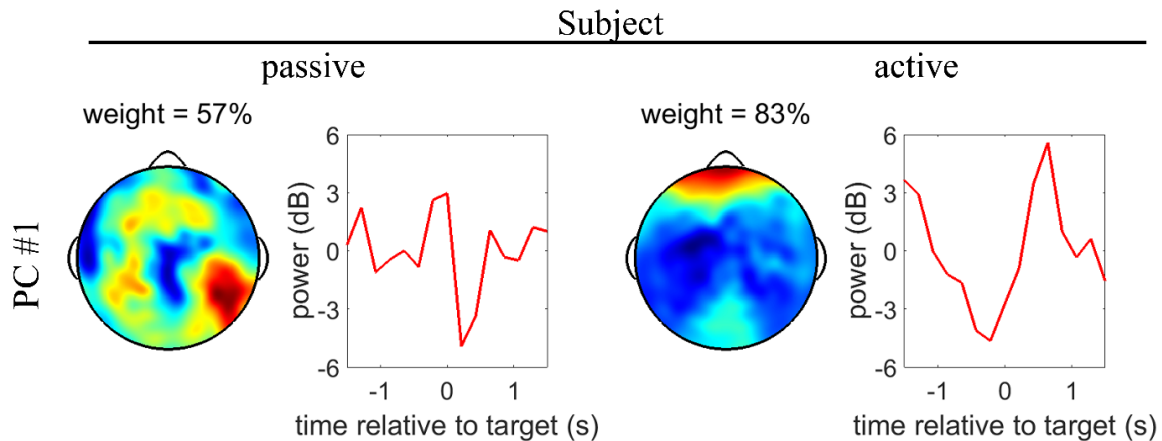 Subject
passive
active
weight = 57%
weight = 83%
PC #1
power (dB)
6
3
0
-3
-6
-1
0
1
time relative to target (s)
power (dB)
6
3
0
-3
-6
-1
0
1
time relative to target (s)